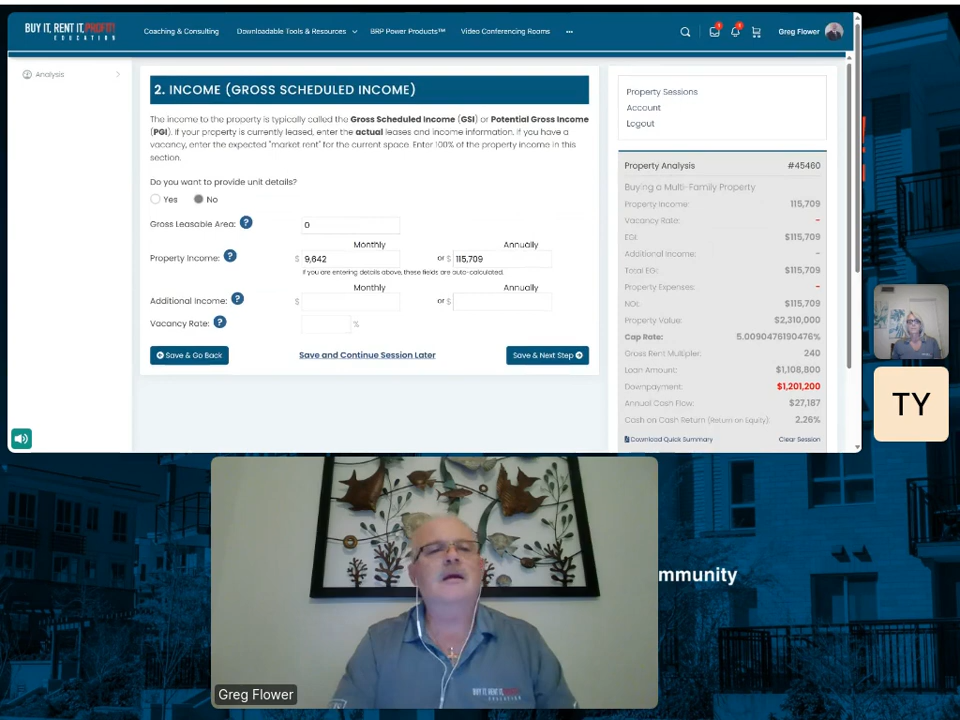 BUY IT, RENT IT, PROFIT!
EDUCATION
Coaching & Consulting
Downloadable Tools & Resources
BRP Power Products™
Video Conferencing Rooms
Greg Flower
Analysis
2. INCOME (GROSS SCHEDULED INCOME)
The income to the property is typically called the Gross Scheduled Income (GSI) or Potential Gross Income
(PGI). If your property is currently leased, enter the actual leases and income information. If you have a
vacancy, enter the expected "market rent" for the current space. Enter 100% of the property income in this
section.
Do you want to provide unit details?
Yes No
Gross Leasable Area: ? 0
Monthly Annually
Property Income: ? $ 9,642 or $ 115,709
If you are entering details above, these fields are auto-calculated.
Monthly Annually
Additional Income: ? $ or $
Vacancy Rate: ? %
Save & Go Back
Save and Continue Session Later
Save & Next Step
Property Sessions
Account
Logout
Property Analysis #45460
Buying a Multi-Family Property
Property Income: 115,709
Vacancy Rate: -
EGI: $115,709
Additional Income: -
Total EGI: $115,709
Property Expenses: -
NOI: $115,709
Property Value: $2,310,000
Cap Rate: 5.0090476190476%
Gross Rent Multiplier: 240
Loan Amount: $1,108,800
Downpayment: $1,201,200
Annual Cash Flow: $27,187
Cash on Cash Return (Return on Equity): 2.26%
Download Quick Summary Clear Session
TY
mmunity
BUY IT, RENT IT, PROFIT!
EDUCATION
Greg Flower